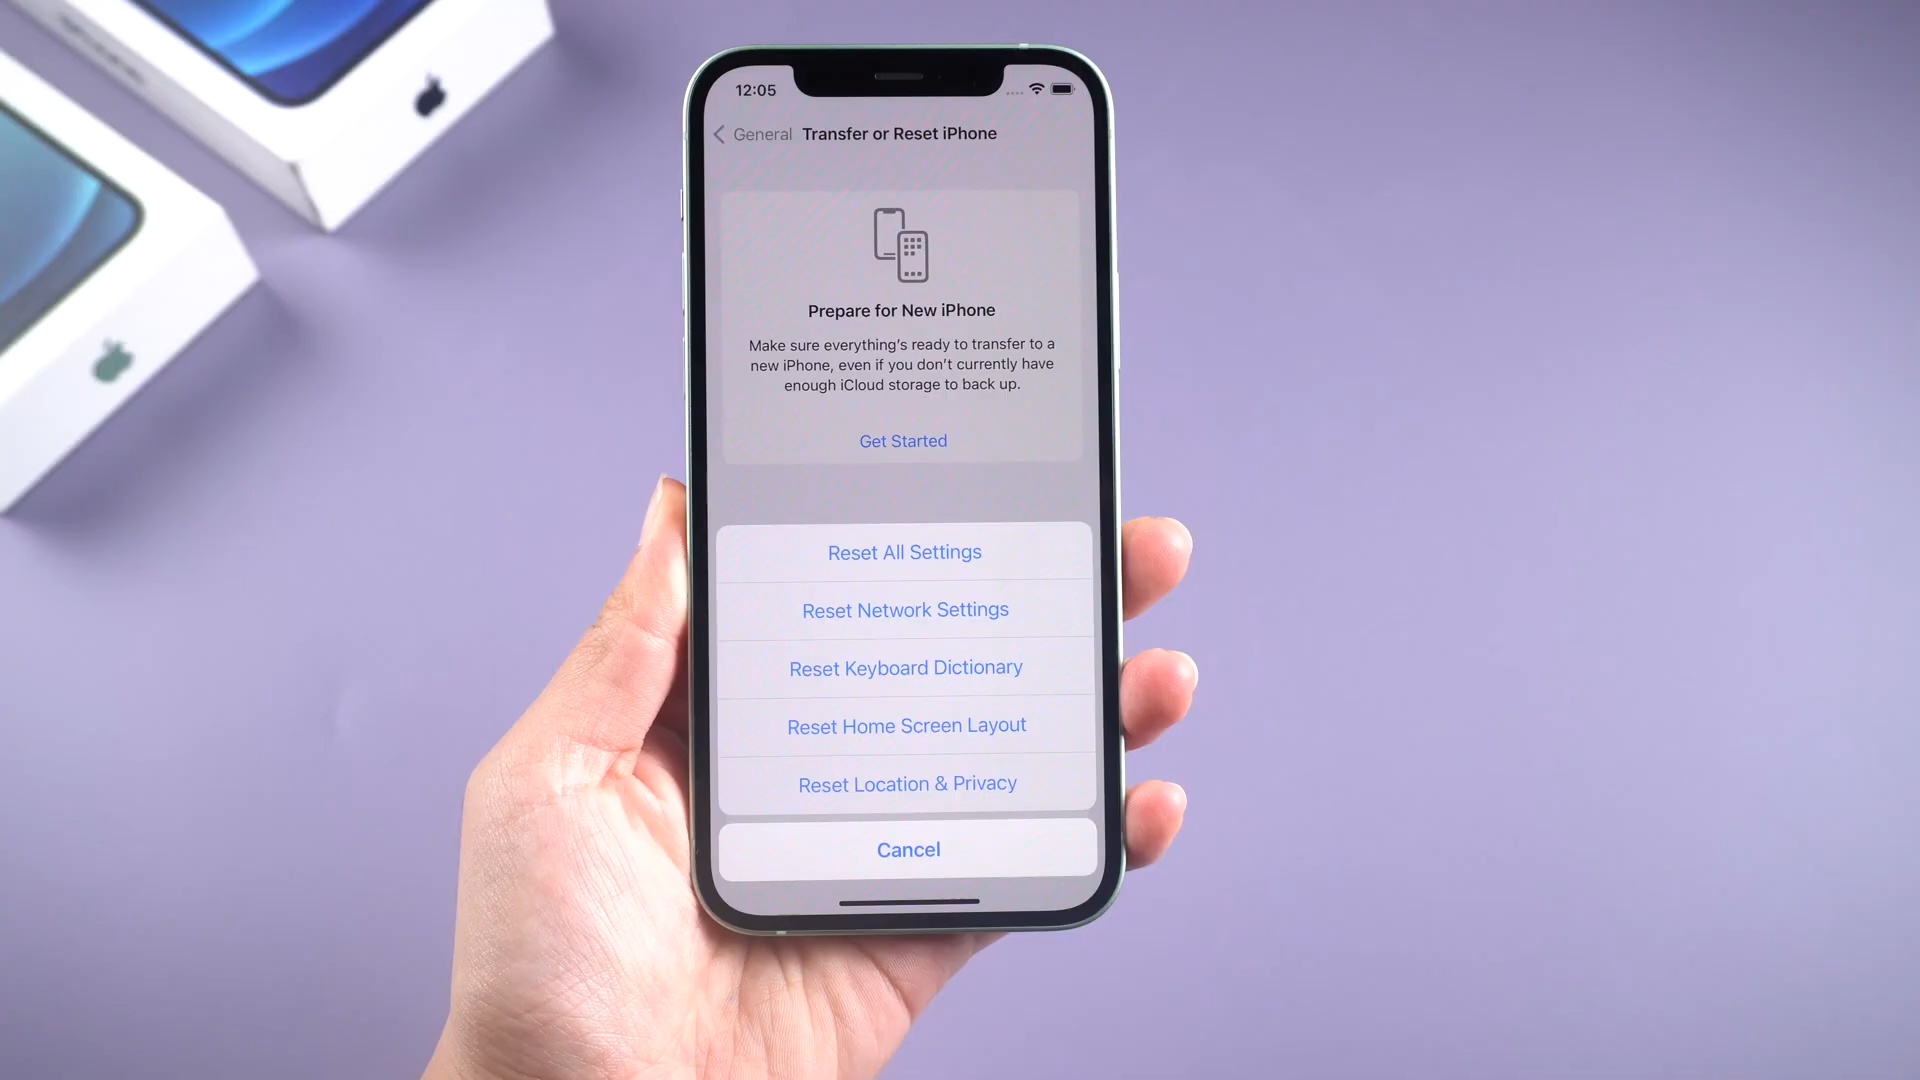 12:05
General Transfer or Reset iPhone
Prepare for New iPhone
Make sure everything's ready to transfer to a
new iPhone, even if you don't currently have
enough iCloud storage to back up.
Get Started
Reset All Settings
Reset Network Settings
Reset Keyboard Dictionary
Reset Home Screen Layout
Reset Location & Privacy
Cancel